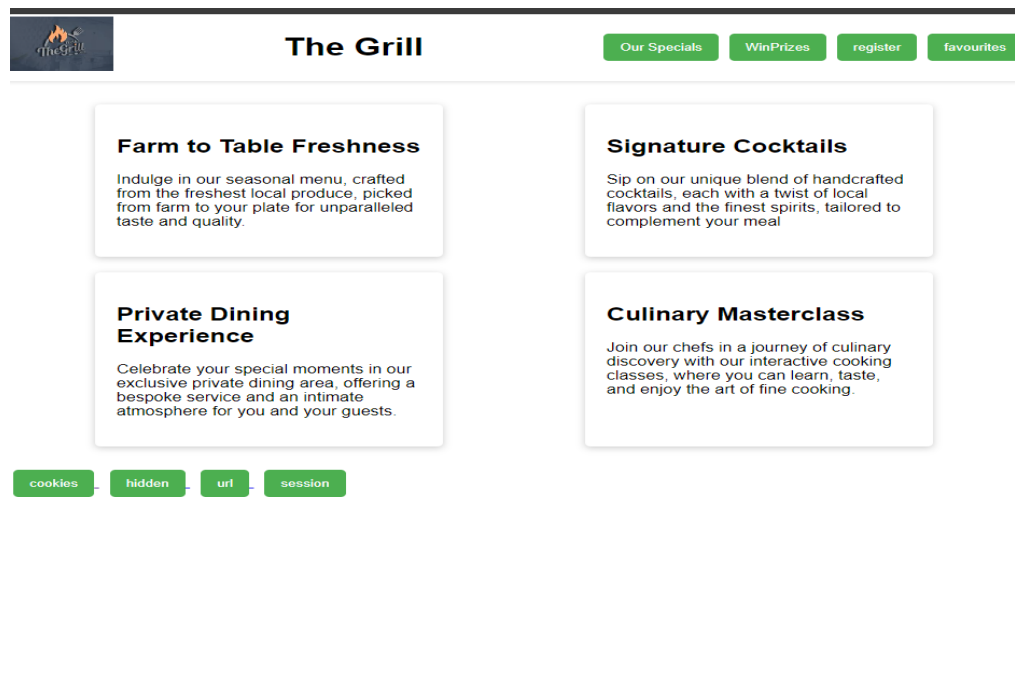 TheGrill
The Grill
Our Specials
WinPrizes
register
favourites
Farm to Table Freshness
Indulge in our seasonal menu, crafted
from the freshest local produce, picked
from farm to your plate for unparalleled
taste and quality.
Signature Cocktails
Sip on our unique blend of handcrafted
cocktails, each with a twist of local
flavors and the finest spirits, tailored to
complement your meal
Private Dining
Experience
Celebrate your special moments in our
exclusive private dining area, offering a
bespoke service and an intimate
atmosphere for you and your guests.
Culinary Masterclass
Join our chefs in a journey of culinary
discovery with our interactive cooking
classes, where you can learn, taste,
and enjoy the art of fine cooking.
cookies
hidden
url
session